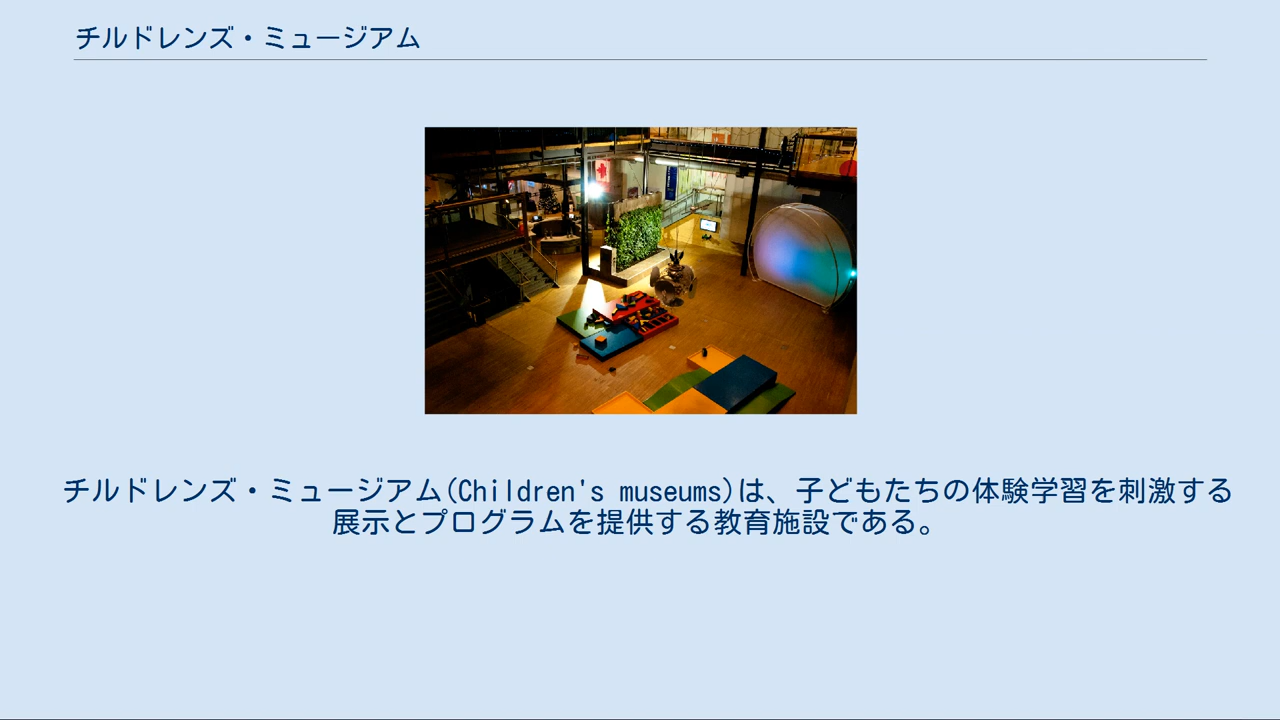 チルドレンズ・ミュージアム
チルドレンズ・ミュージアム(Children's museums)は、子どもたちの体験学習を刺激する
展示とプログラムを提供する教育施設である。